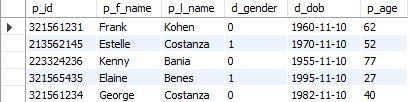 p_id p_f_name p_l_name d_gender d_dob p_age
321561231 Frank Kohen 0 1960-11-10 62
213562145 Estelle Costanza 1 1970-11-10 52
223324236 Kenny Bania 0 1955-11-10 77
321565435 Elaine Benes 1 1995-11-10 27
321561234 George Costanza 0 1982-11-10 40